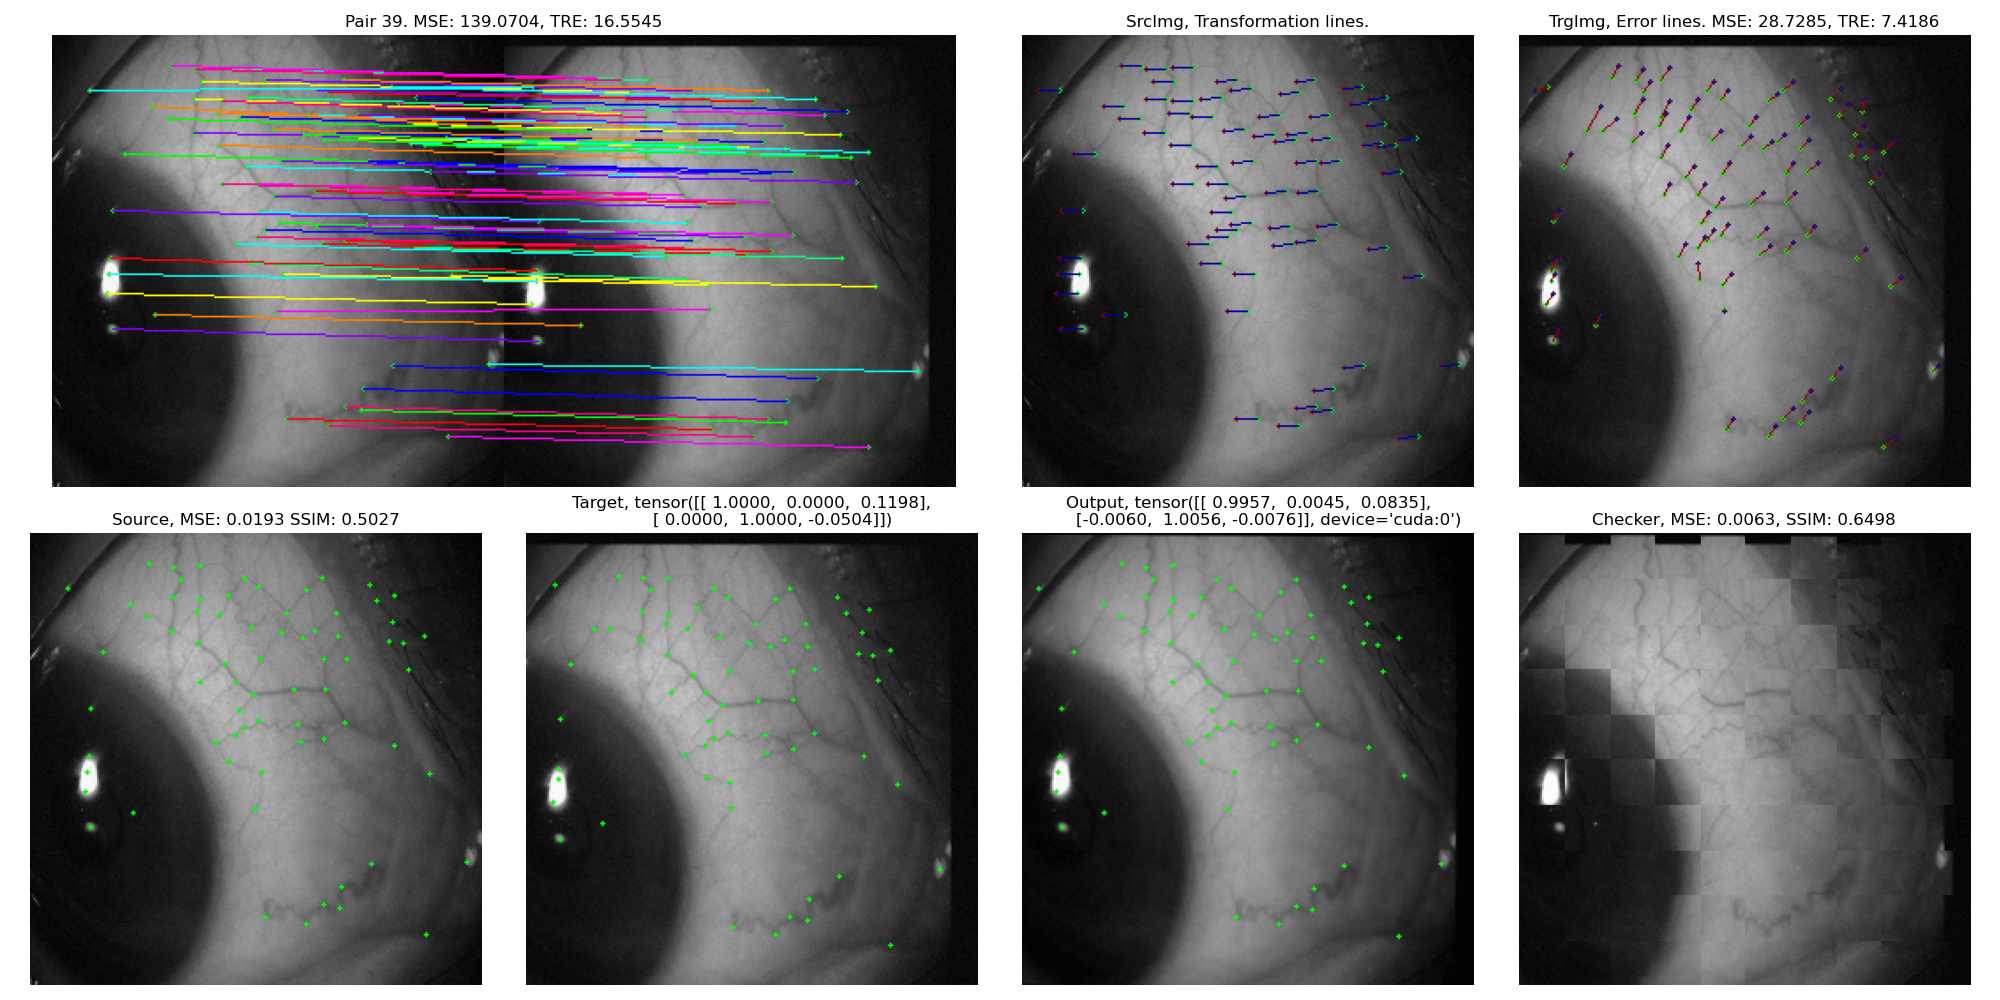 Pair 39. MSE: 139.0704, TRE: 16.5545
SrcImg, Transformation lines.
TrgImg, Error lines. MSE: 28.7285, TRE: 7.4186
Source, MSE: 0.0193 SSIM: 0.5027
Target, tensor([[ 1.0000,  0.0000,  0.1198],
[ 0.0000,  1.0000, -0.0504]])
Output, tensor([[ 0.9957,  0.0045,  0.0835],
[-0.0060,  1.0056, -0.0076]], device='cuda:0')
Checker, MSE: 0.0063, SSIM: 0.6498